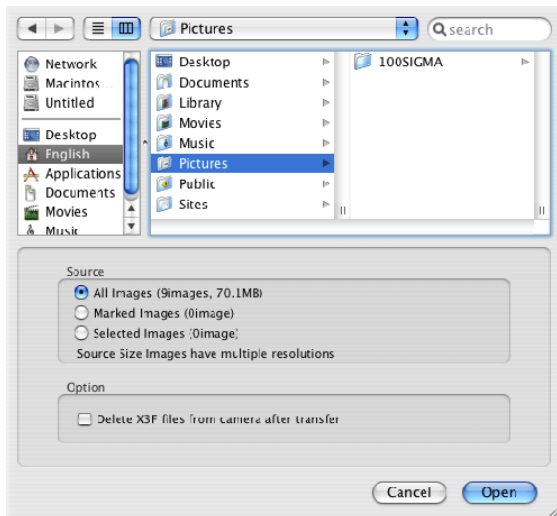 Pictures
search
Network
Macintos...
Untitled
Desktop
English
Applications
Documents
Movies
Music
Desktop
Documents
Library
Movies
Music
Pictures
Public
Sites
100SIGMA
Source
All Images (9images, 70.1MB)
Marked Images (0image)
Selected Images (0image)
Source Size Images have multiple resolutions
Option
Delete X3F files from camera after transfer
Cancel
Open